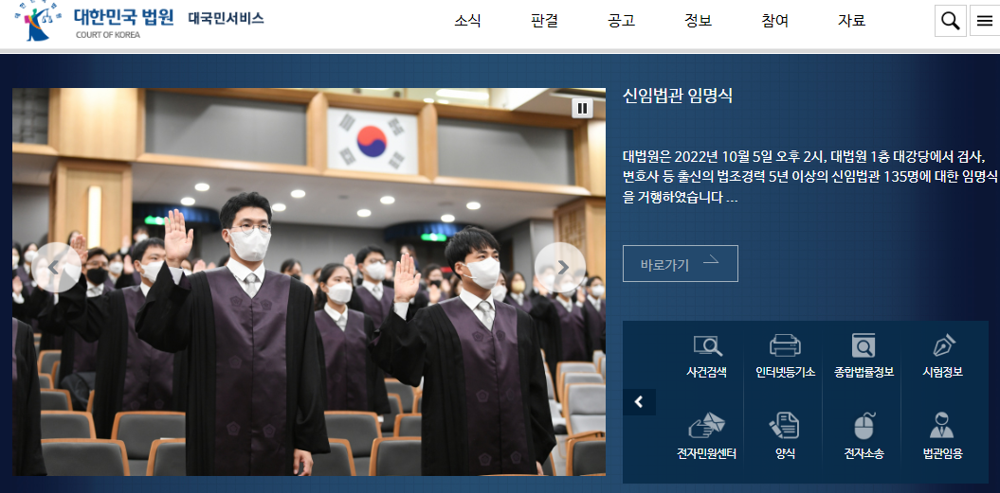 대한민국 법원 대국민서비스
COURT OF KOREA
소식 판결 공고 정보 참여 자료
신임법관 임명식
대법원은 2022년 10월 5일 오후 2시, 대법원 1층 대강당에서 검사,
변호사 등 출신의 법조경력 5년 이상의 신임법관 135명에 대한 임명식
을 거행하였습니다 ...
바로가기
사건검색 인터넷등기소 종합법률정보 시험정보
전자민원센터 양식 전자소송 법관임용